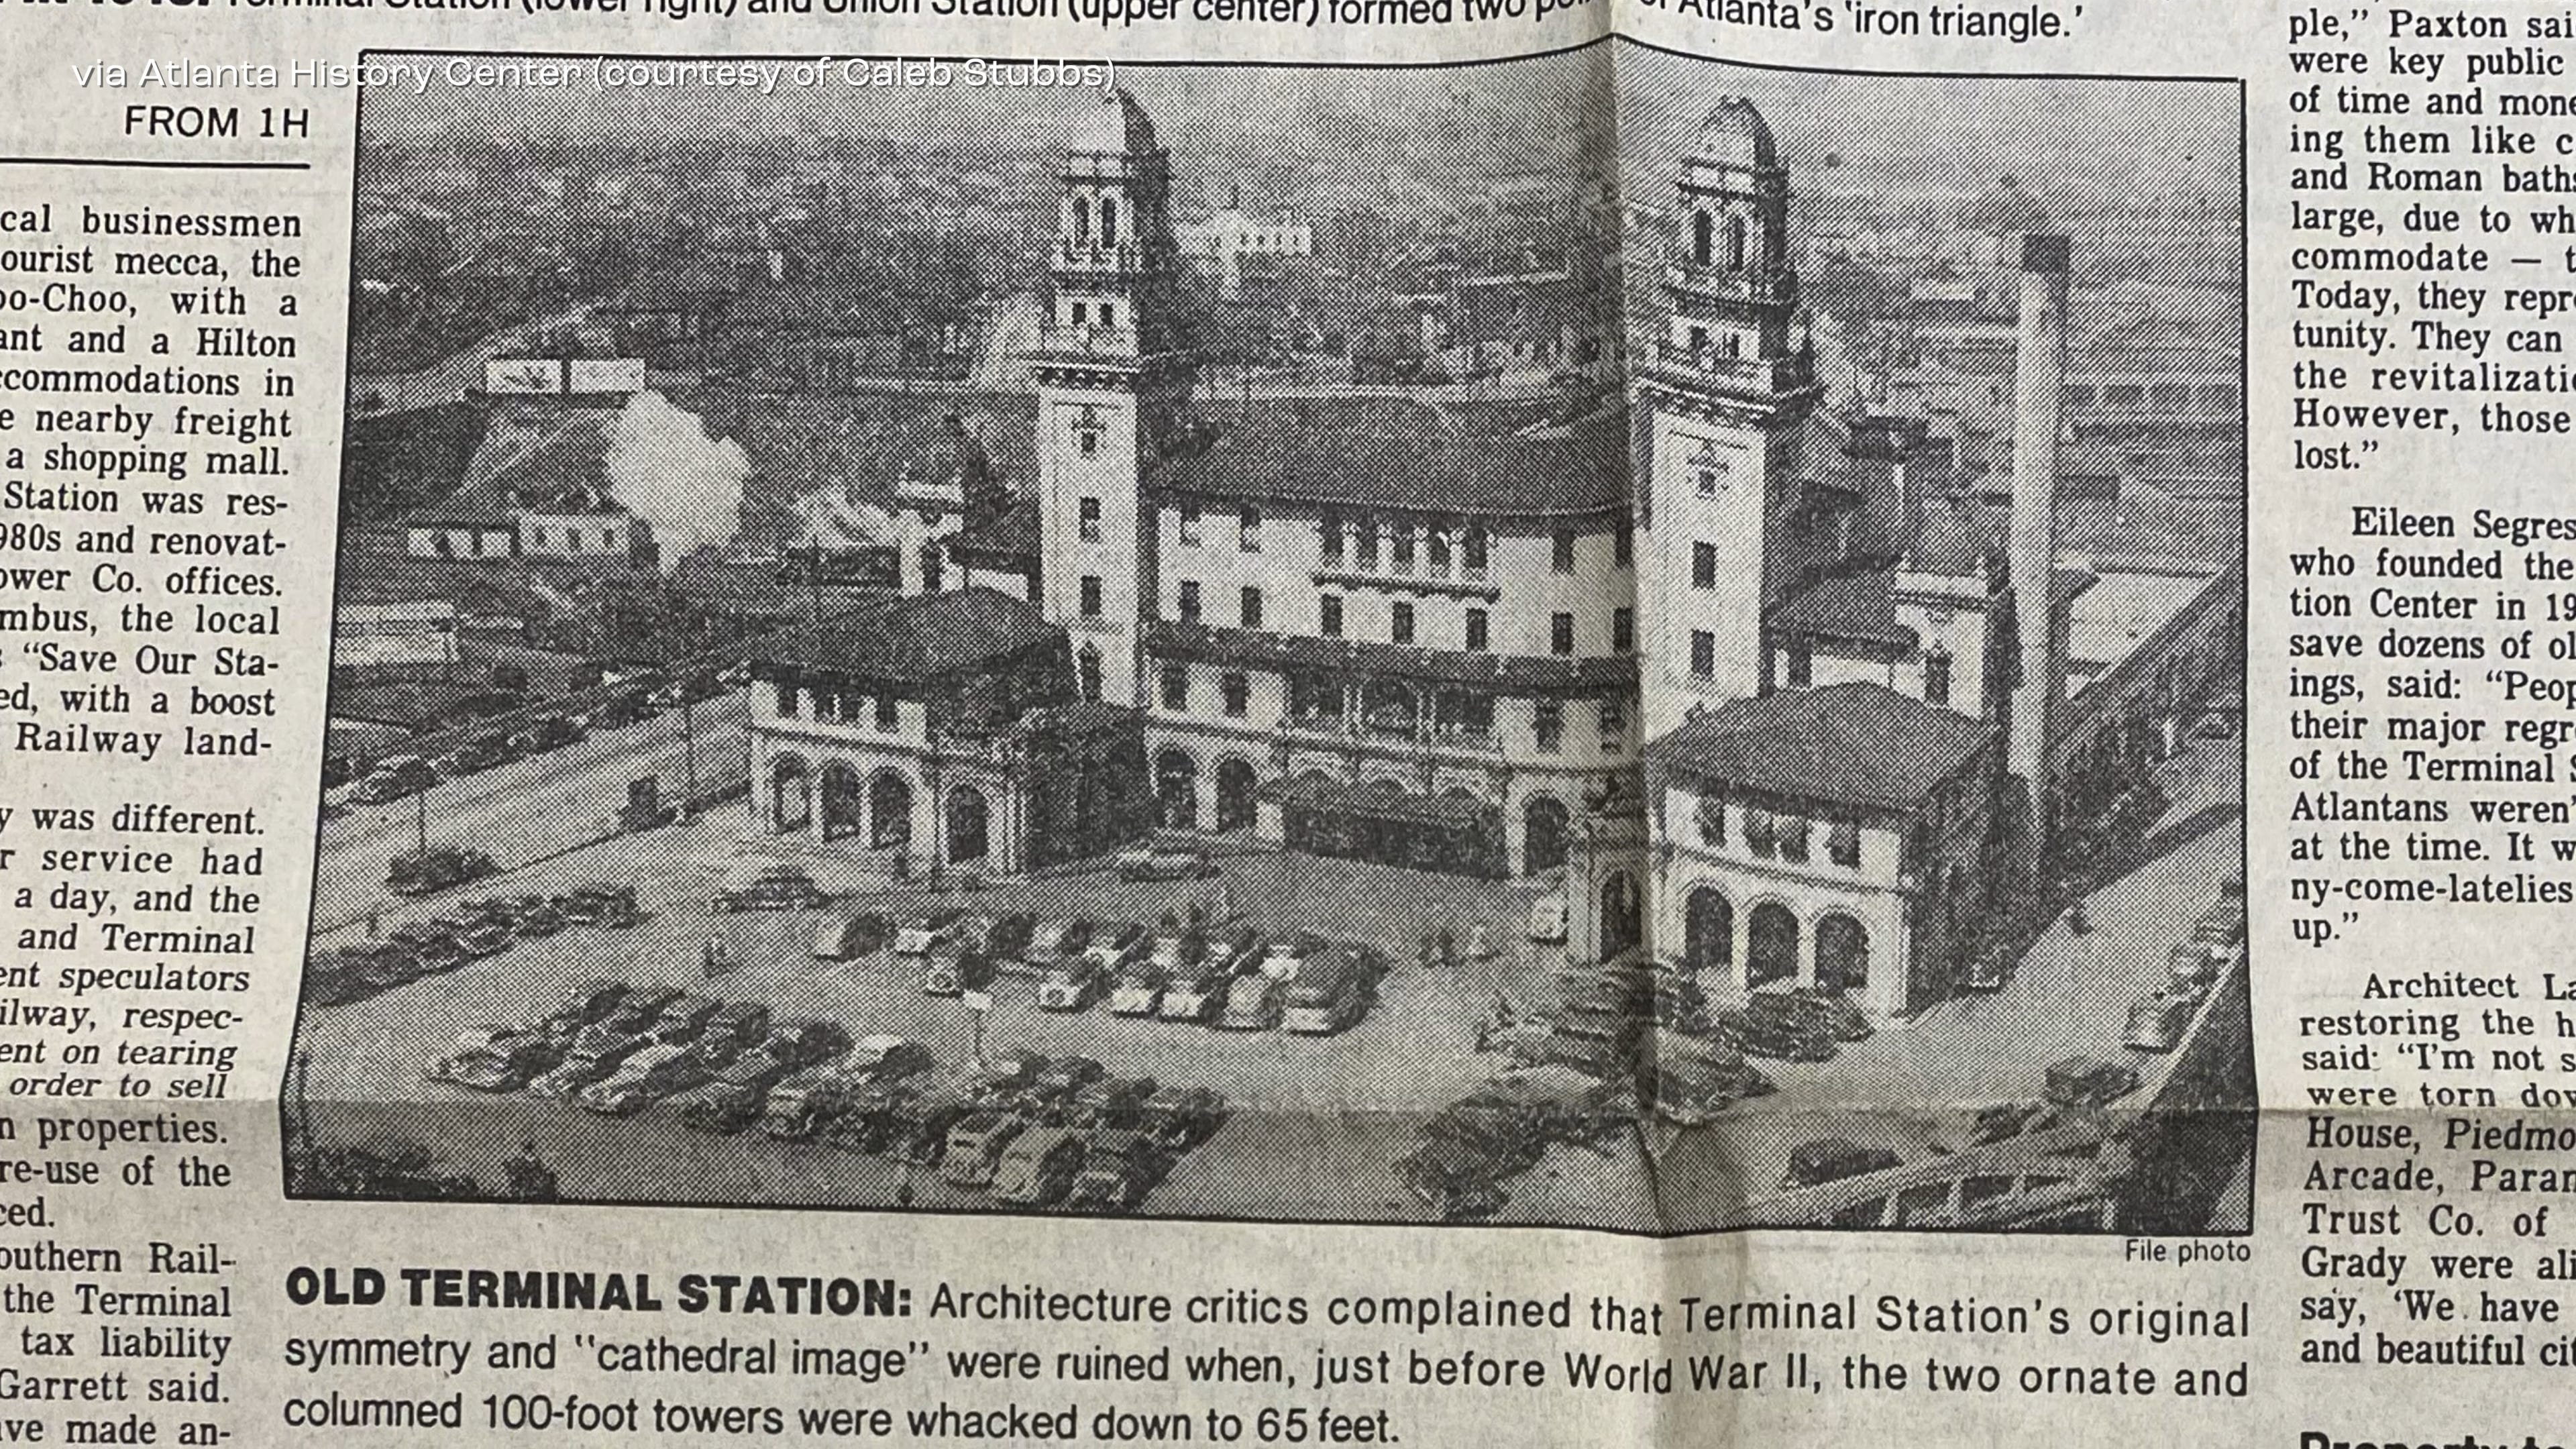 Terminal Station (lower right) and Union Station (upper center) formed two
Atlanta's 'iron triangle.'
via Atlanta History Center (courtesy of Caleb Stubbs)
FROM 1H
cal businessmen
ourist mecca, the
oo-Choo, with a
ant and a Hilton
ccommodations in
e nearby freight
a shopping mall.
Station was res-
980s and renovat-
ower Co. offices.
mbus, the local
"Save Our Sta-
ed, with a boost
Railway land-
y was different.
r service had
a day, and the
and Terminal
ent speculators
ilway, respec-
ent on tearing
order to sell
n properties.
re-use of the
ced.
outhern Rail-
the Terminal
tax liability
Garrett said.
ve made an-
File photo
OLD TERMINAL STATION: Architecture critics complained that Terminal Station's original
symmetry and "cathedral image" were ruined when, just before World War II, the two ornate and
columned 100-foot towers were whacked down to 65 feet.
ple," Paxton sai
were key public
of time and mone
ing them like c
and Roman baths
large, due to wh
commodate — t
Today, they repre
tunity. They can
the revitalizati
However, those
lost."
Eileen Segres
who founded the
tion Center in 19
save dozens of ol
ings, said: "Peop
their major regr
of the Terminal S
Atlantans weren'
at the time. It w
ny-come-latelies
up."
Architect La
restoring the h
said: "I'm not s
were torn dow
House, Piedmo
Arcade, Param
Trust Co. of
Grady were ali
say, 'We have
and beautiful cit